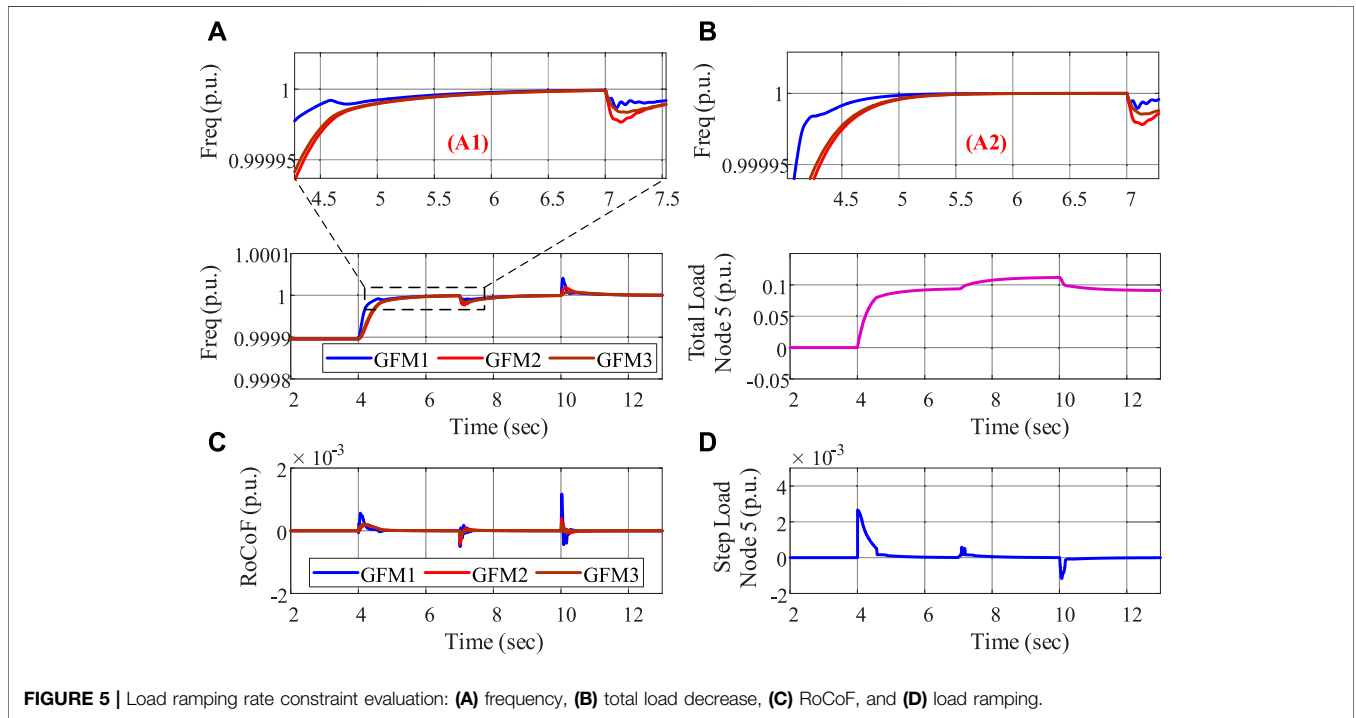 A
B
Freq (p.u.)
1
0.99995
(A1)
4.5 5 5.5 6 6.5 7 7.5
Freq (p.u.)
1
0.99995
(A2)
4.5 5 5.5 6 6.5 7
Freq (p.u.)
1.0001
1
0.9999
0.9998
GFM1 GFM2 GFM3
2 4 6 8 10 12
Time (sec)
Total Load
Node 5 (p.u.)
0.1
0.05
0
-0.05
2 4 6 8 10 12
Time (sec)
C
× 10⁻³
RoCoF (p.u.)
2
0
-2
GFM1 GFM2 GFM3
2 4 6 8 10 12
Time (sec)
D
× 10⁻³
Step Load
Node 5 (p.u.)
4
2
0
-2
2 4 6 8 10 12
Time (sec)
FIGURE 5 | Load ramping rate constraint evaluation: (A) frequency, (B) total load decrease, (C) RoCoF, and (D) load ramping.